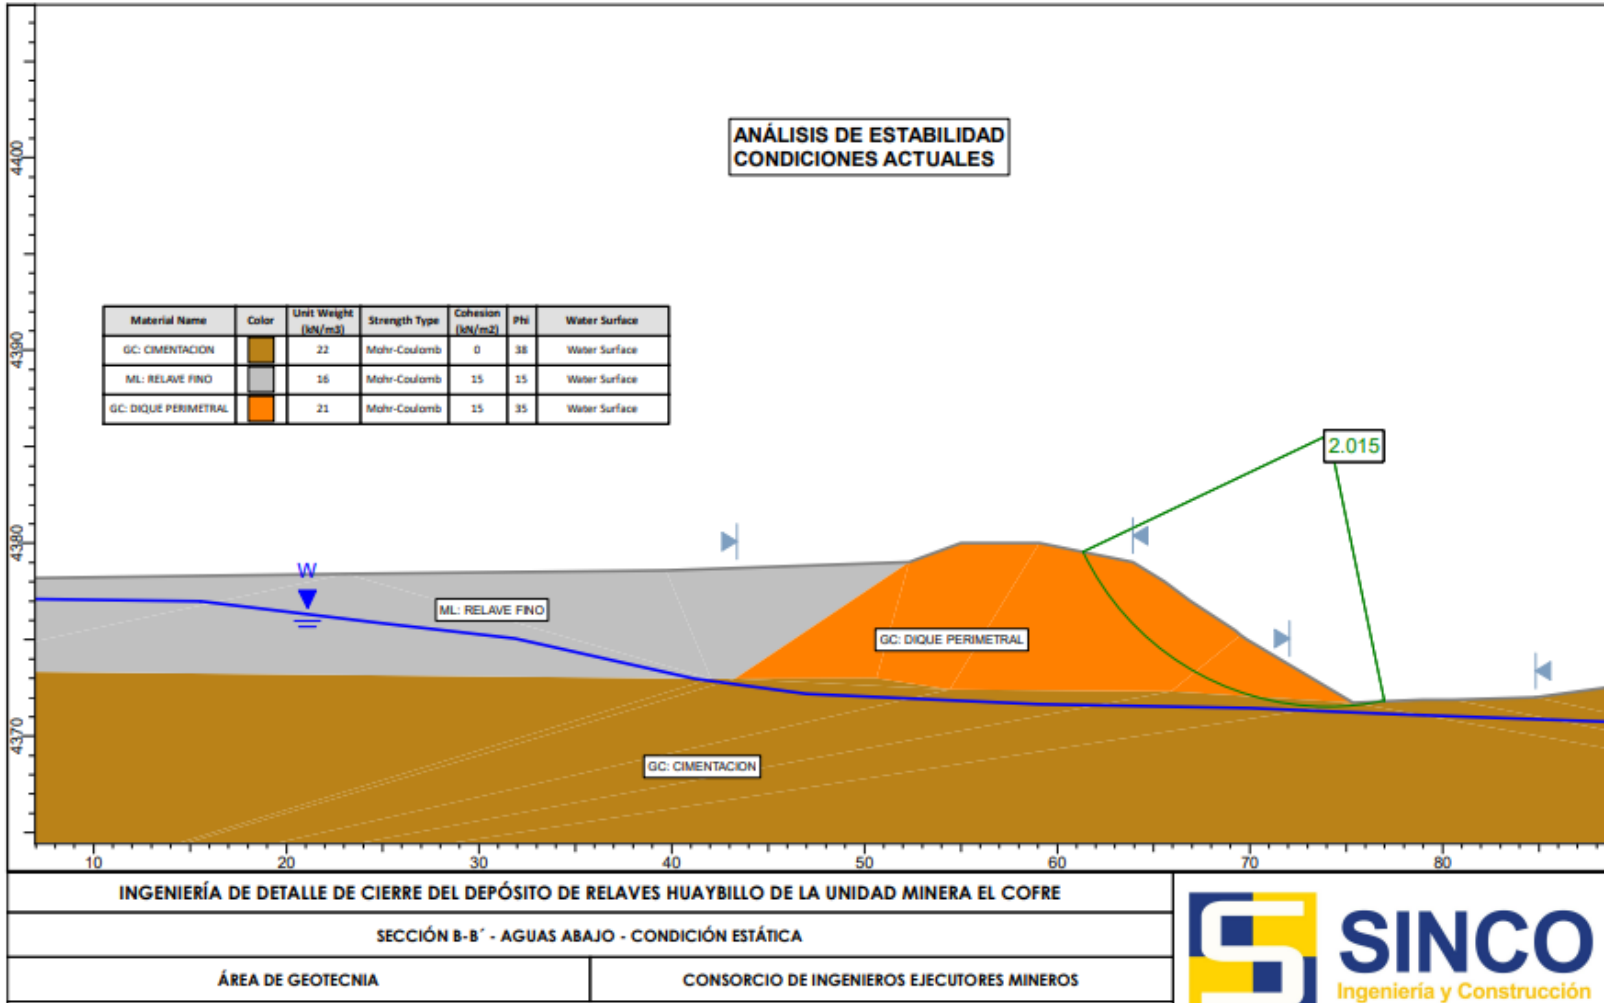 ANÁLISIS DE ESTABILIDAD
CONDICIONES ACTUALES
4400
4390
4380
4370
Material Name Color Unit Weight (kN/m3) Strength Type Cohesion (kN/m2) Phi Water Surface
GC: CIMENTACION 22 Mohr-Coulomb 0 38 Water Surface
ML: RELAVE FINO 16 Mohr-Coulomb 15 15 Water Surface
GC: DIQUE PERIMETRAL 21 Mohr-Coulomb 15 35 Water Surface
2.015
W
ML: RELAVE FINO
GC: DIQUE PERIMETRAL
GC: CIMENTACION
10 20 30 40 50 60 70 80
INGENIERÍA DE DETALLE DE CIERRE DEL DEPÓSITO DE RELAVES HUAYBILLO DE LA UNIDAD MINERA EL COFRE
SECCIÓN B-B´ - AGUAS ABAJO - CONDICIÓN ESTÁTICA
ÁREA DE GEOTECNIA
CONSORCIO DE INGENIEROS EJECUTORES MINEROS
SINCO
Ingeniería y Construcción